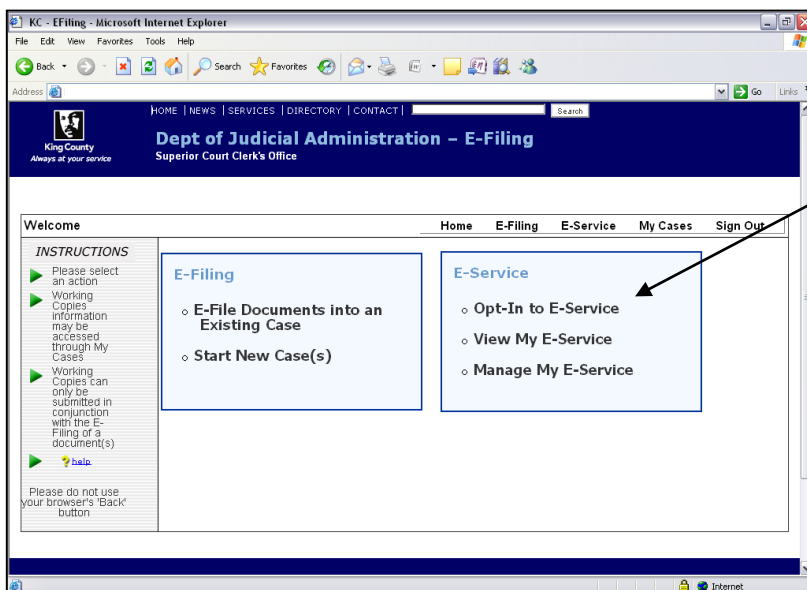 KC - EFiling - Microsoft Internet Explorer
File Edit View Favorites Tools Help
Back Search Favorites
Address Go Links
HOME | NEWS | SERVICES | DIRECTORY | CONTACT | Search
King County
Always at your service
Dept of Judicial Administration – E-Filing
Superior Court Clerk's Office
Welcome Home E-Filing E-Service My Cases Sign Out
INSTRUCTIONS
Please select
an action
Working
Copies
information
may be
accessed
through My
Cases
Working
Copies can
only be
submitted in
conjunction
with the E-
Filing of a
document(s)
help
Please do not use
your browser's 'Back'
button
E-Filing
E-File Documents into an
Existing Case
Start New Case(s)
E-Service
Opt-In to E-Service
View My E-Service
Manage My E-Service
Internet